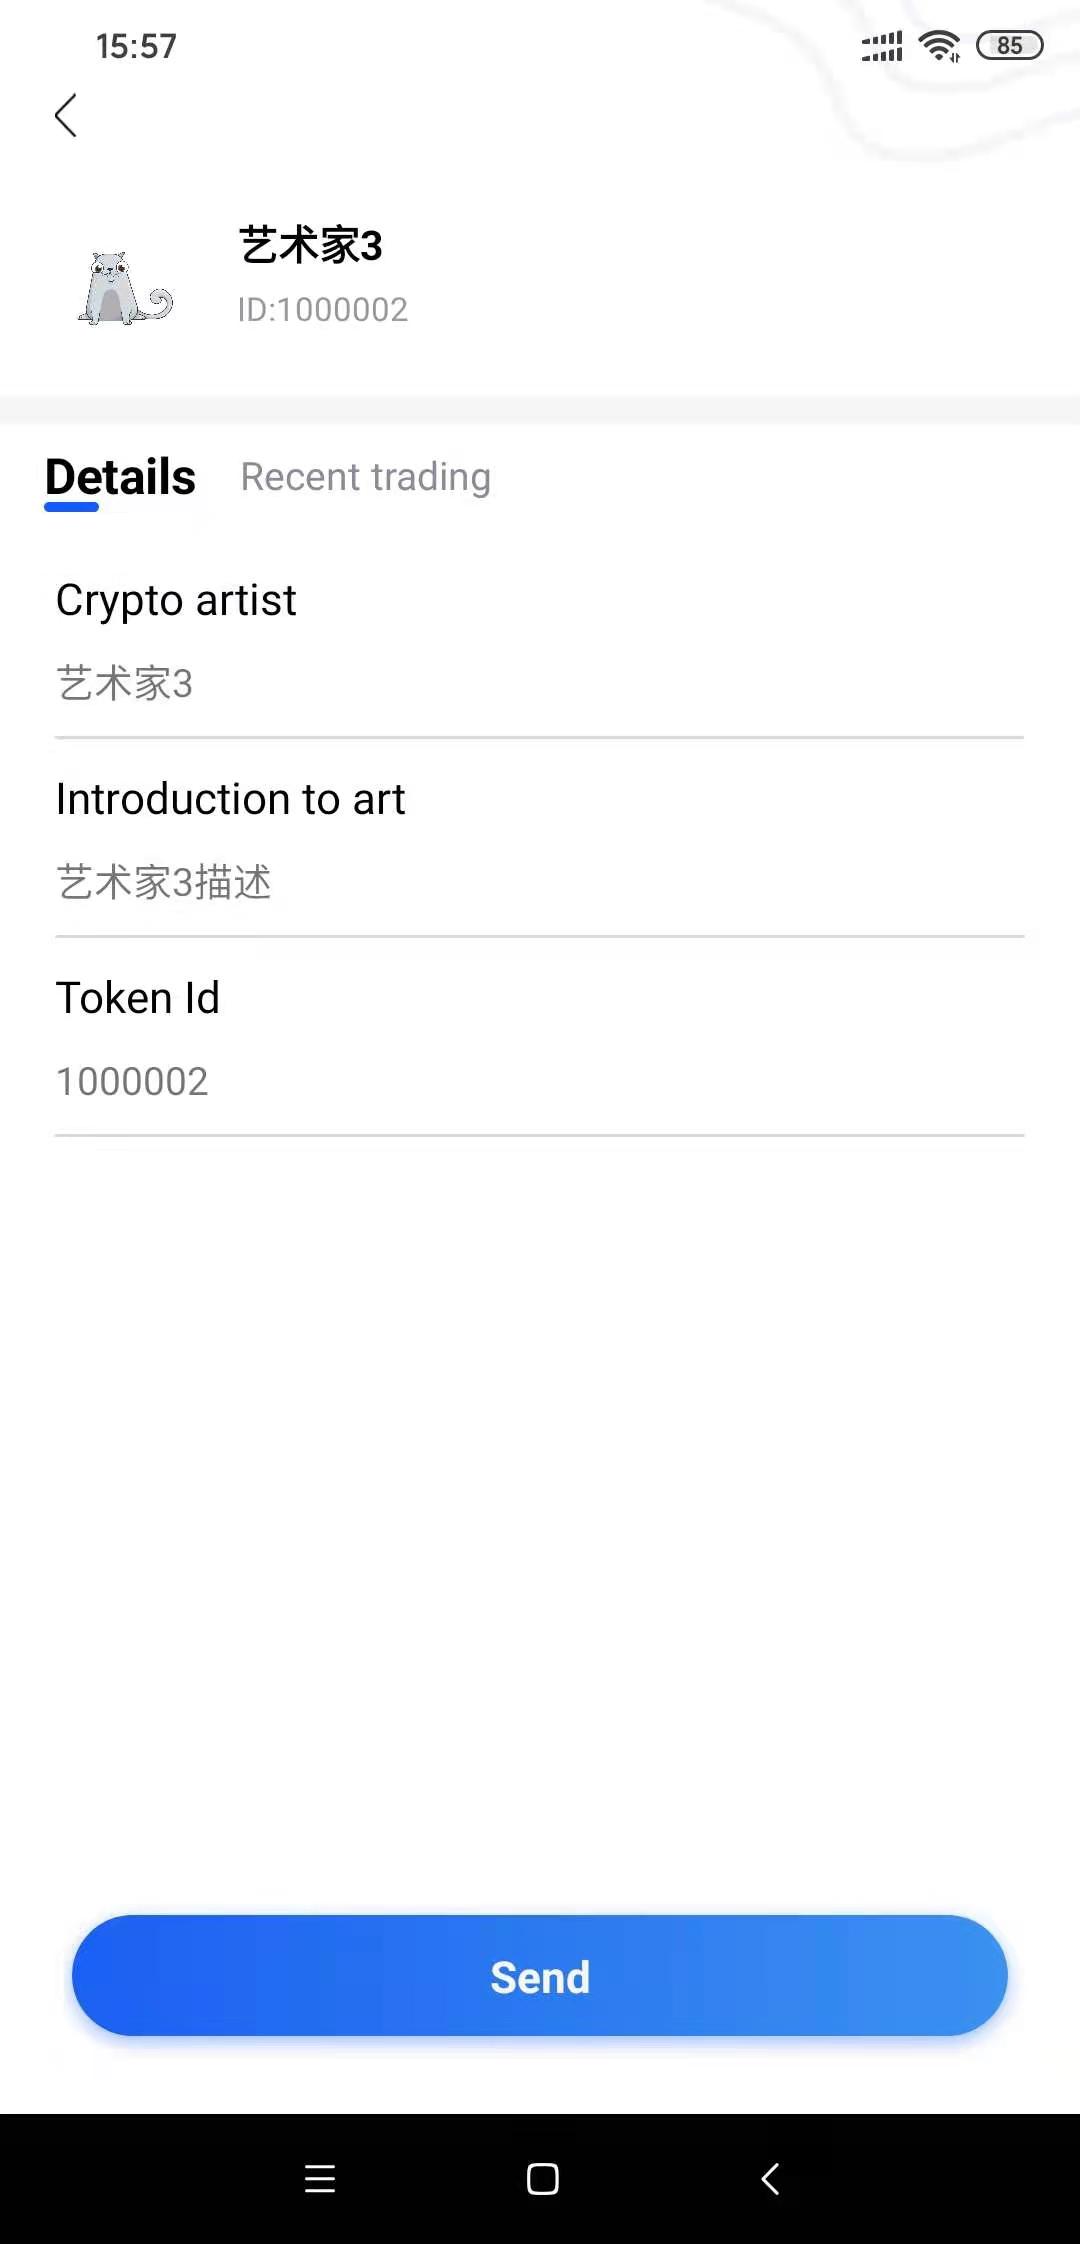 15:57
85
艺术家3
ID:1000002
Details
Recent trading
Crypto artist
艺术家3
Introduction to art
艺术家3描述
Token Id
1000002
Send